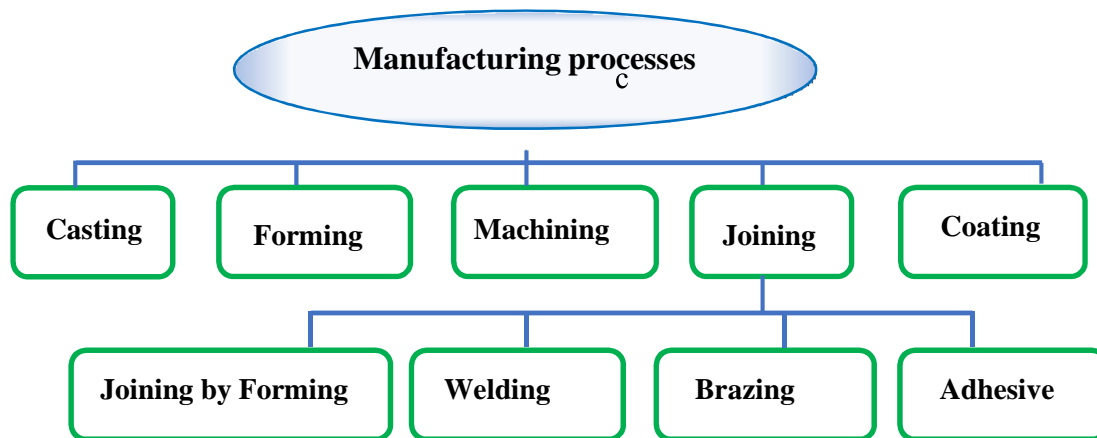 Manufacturing processes
c
Casting
Forming
Machining
Joining
Coating
Joining by Forming
Welding
Brazing
Adhesive